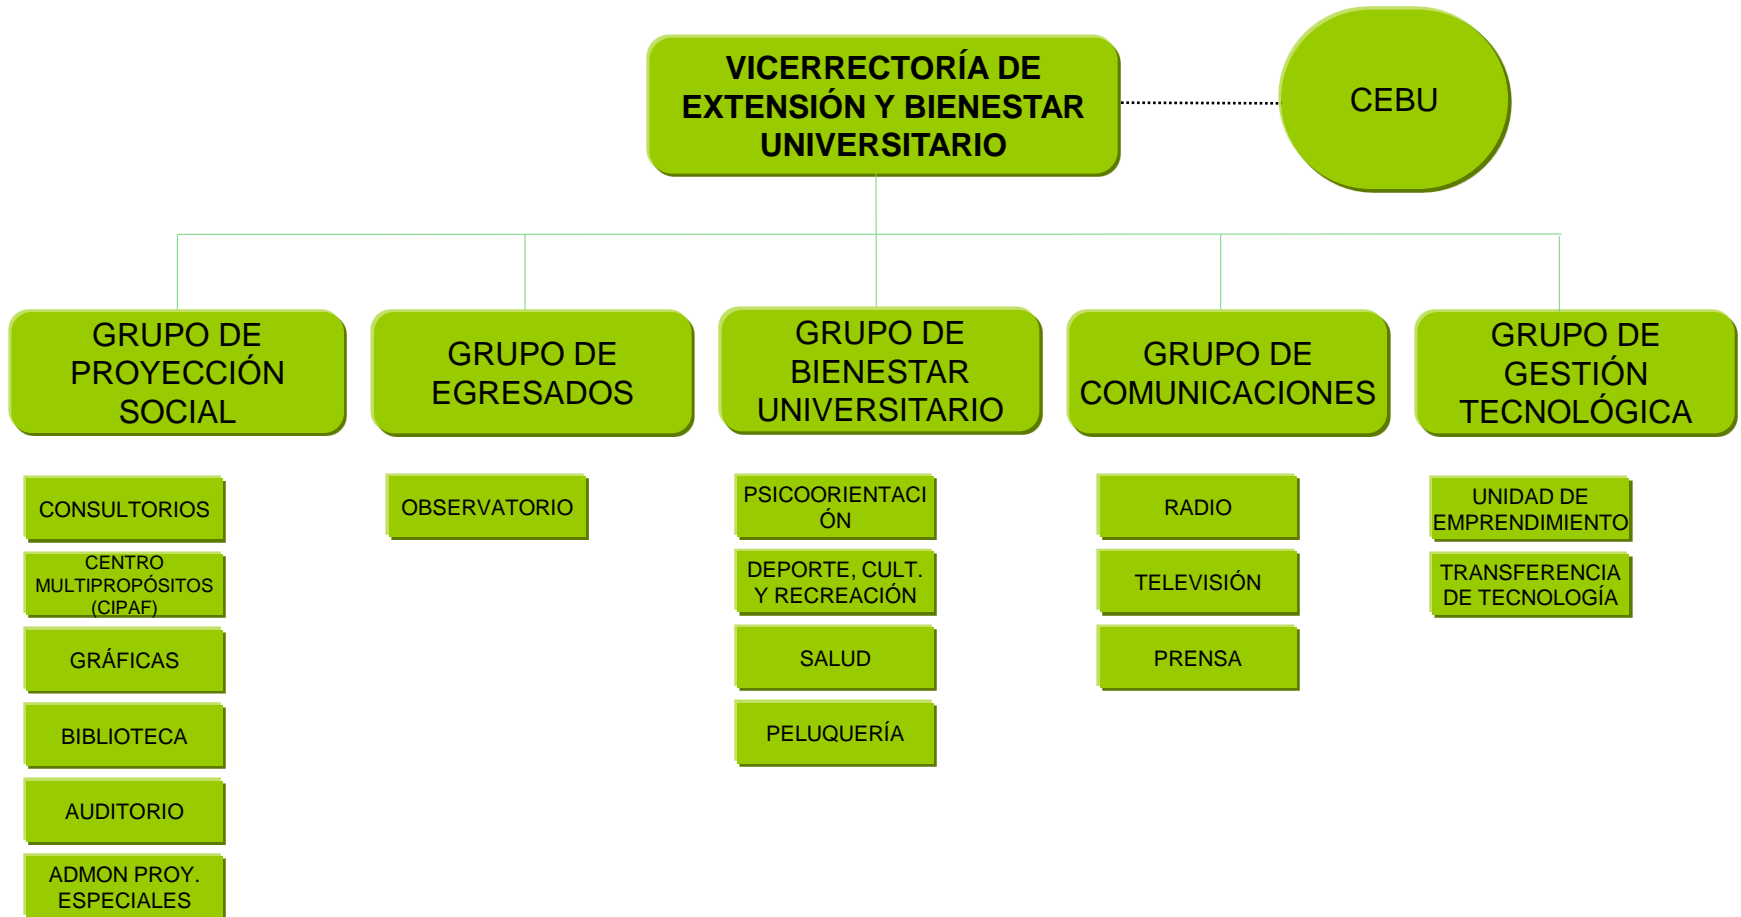 VICERRECTORÍA DE
EXTENSIÓN Y BIENESTAR
UNIVERSITARIO
CEBU
GRUPO DE
PROYECCIÓN
SOCIAL
GRUPO DE
EGRESADOS
GRUPO DE
BIENESTAR
UNIVERSITARIO
GRUPO DE
COMUNICACIONES
GRUPO DE
GESTIÓN
TECNOLÓGICA
CONSULTORIOS
CENTRO
MULTIPROPÓSITOS
(CIPAF)
GRÁFICAS
BIBLIOTECA
AUDITORIO
ADMON PROY.
ESPECIALES
OBSERVATORIO
PSICOORIENTACI
ÓN
DEPORTE, CULT.
Y RECREACIÓN
SALUD
PELUQUERÍA
RADIO
TELEVISIÓN
PRENSA
UNIDAD DE
EMPRENDIMIENTO
TRANSFERENCIA
DE TECNOLOGÍA